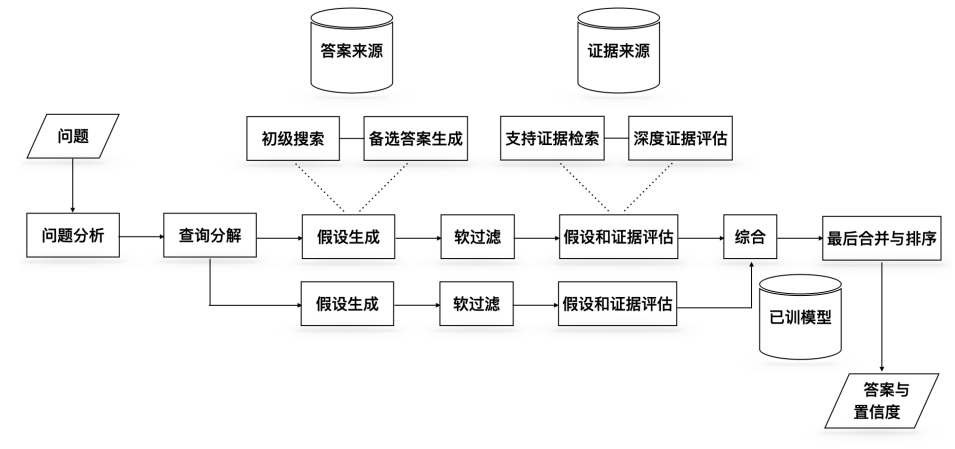 答案来源
证据来源
问题
初级搜索
备选答案生成
支持证据检索
深度证据评估
问题分析
查询分解
假设生成
软过滤
假设和证据评估
综合
最后合并与排序
假设生成
软过滤
假设和证据评估
已训模型
答案与
置信度